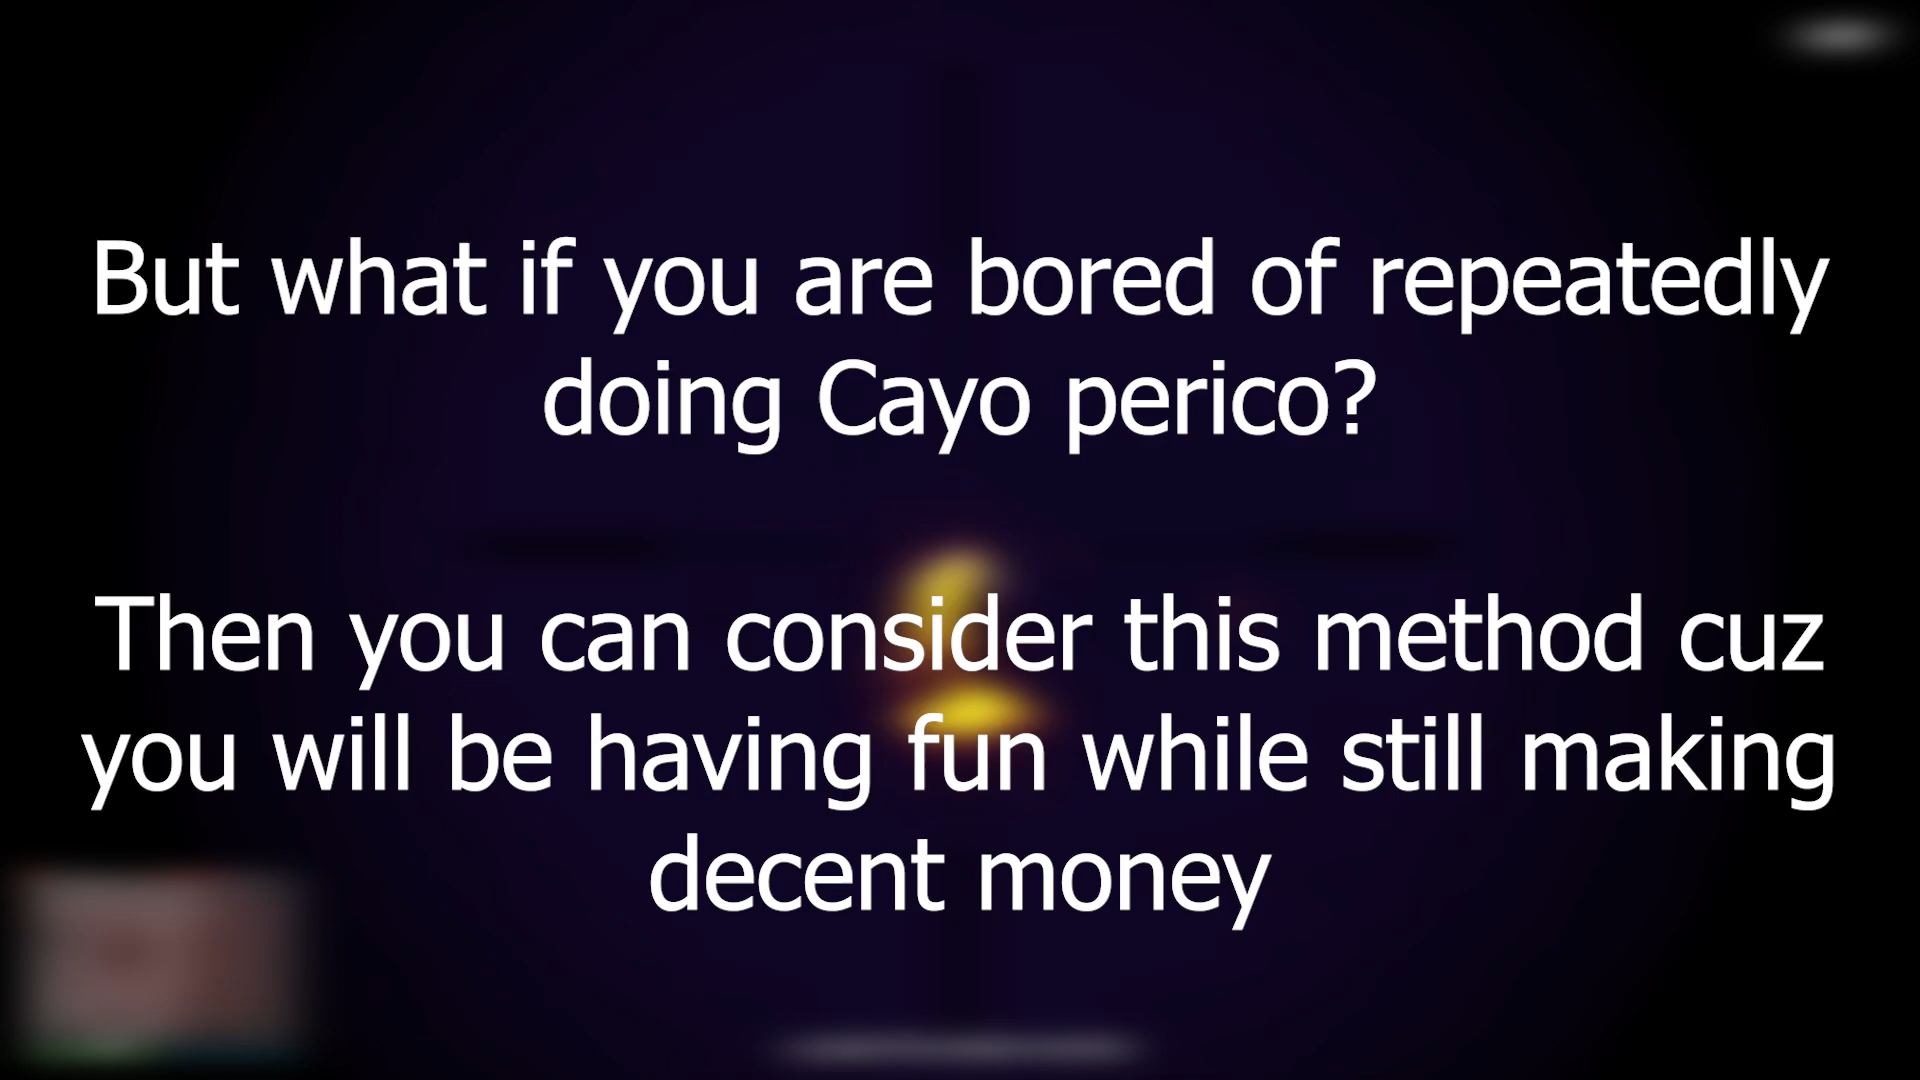 But what if you are bored of repeatedly
doing Cayo perico?
Then you can consider this method cuz
you will be having fun while still making
decent money